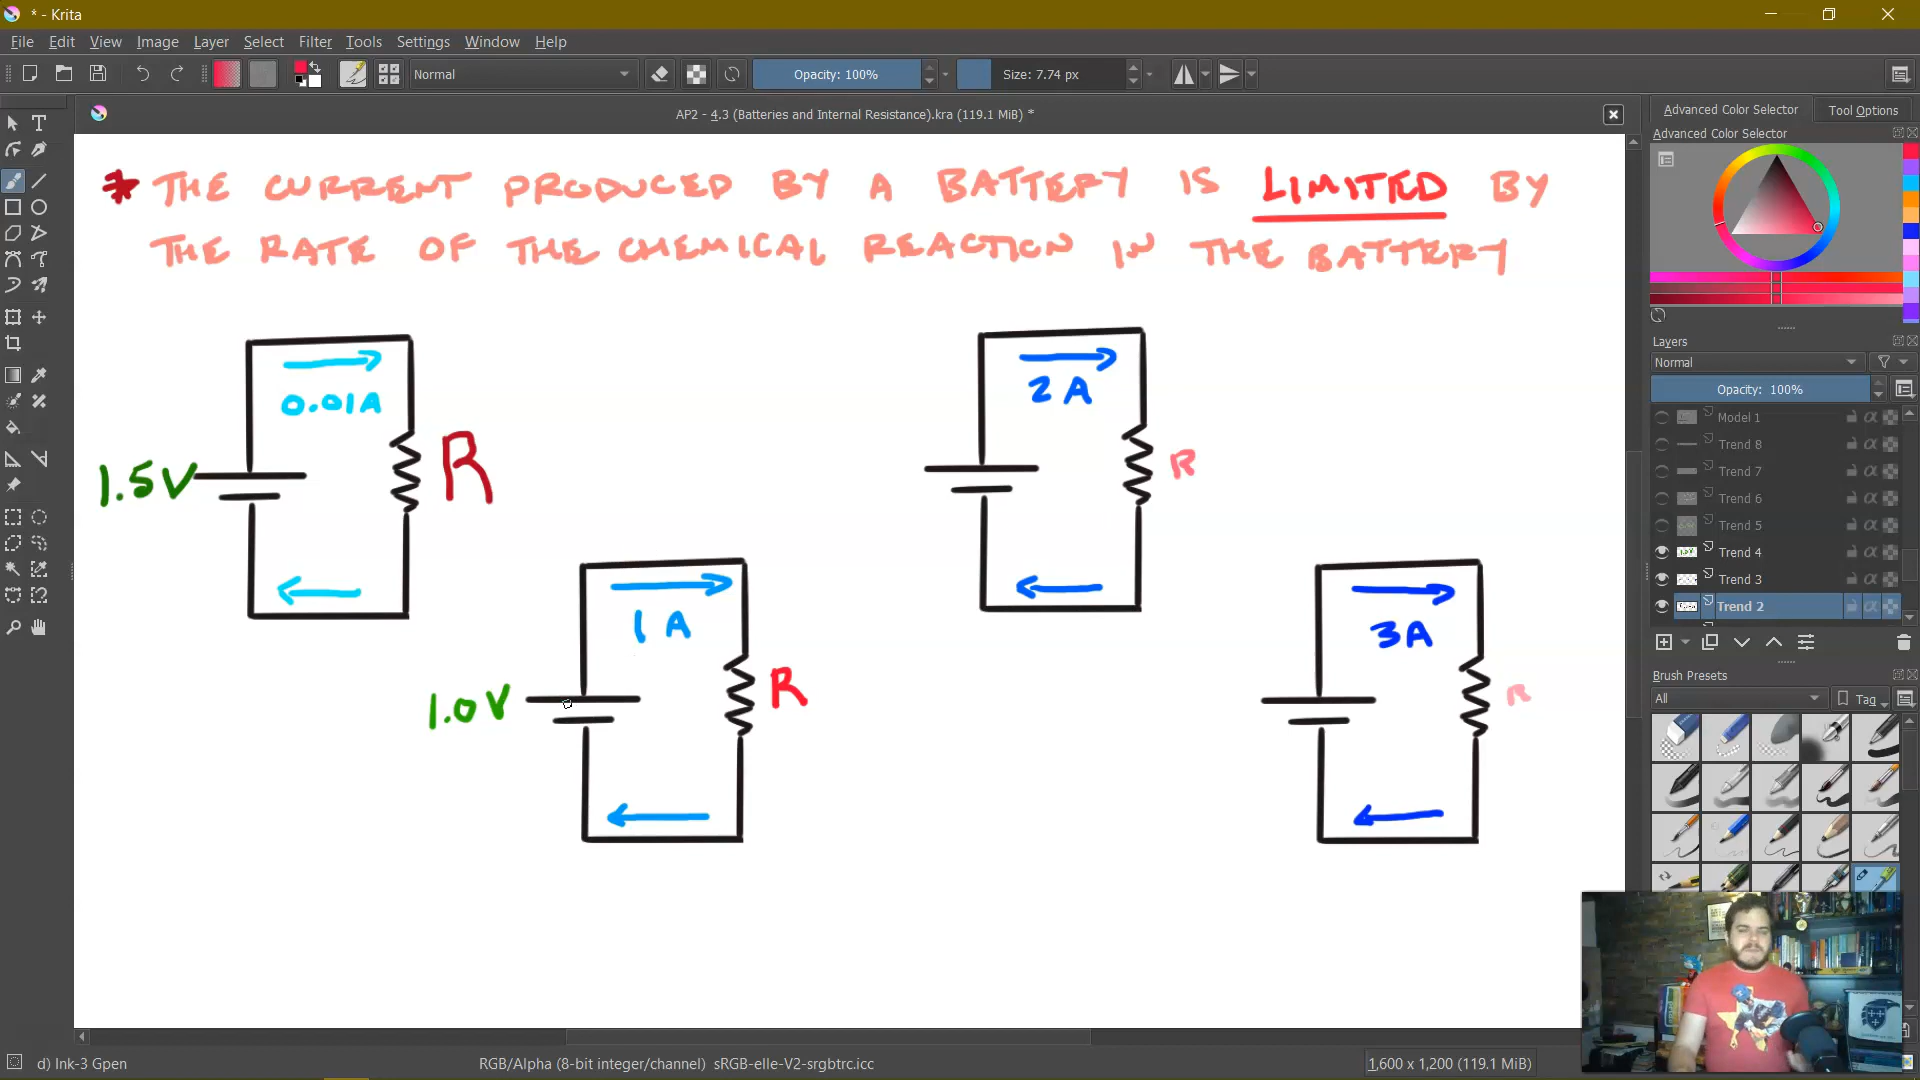 * - Krita
File Edit View Image Layer Select Filter Tools Settings Window Help
Normal
Opacity: 100%
Size: 7.74 px
AP2 - 4.3 (Batteries and Internal Resistance).kra (119.1 MiB) *
* THE CURRENT PRODUCED BY A BATTERY IS LIMITED BY
THE RATE OF THE CHEMICAL REACTION IN THE BATTERY
0.01A
1.5V
R
1 A
1.0V
R
2 A
R
3A
R
Advanced Color Selector
Tool Options
Advanced Color Selector
Layers
Normal
Opacity: 100%
Model 1
Trend 8
Trend 7
Trend 6
Trend 5
Trend 4
Trend 3
Trend 2
Brush Presets
All
Tag
d) Ink-3 Gpen
RGB/Alpha (8-bit integer/channel) sRGB-elle-V2-srgbtrc.icc
1,600 x 1,200 (119.1 MiB)